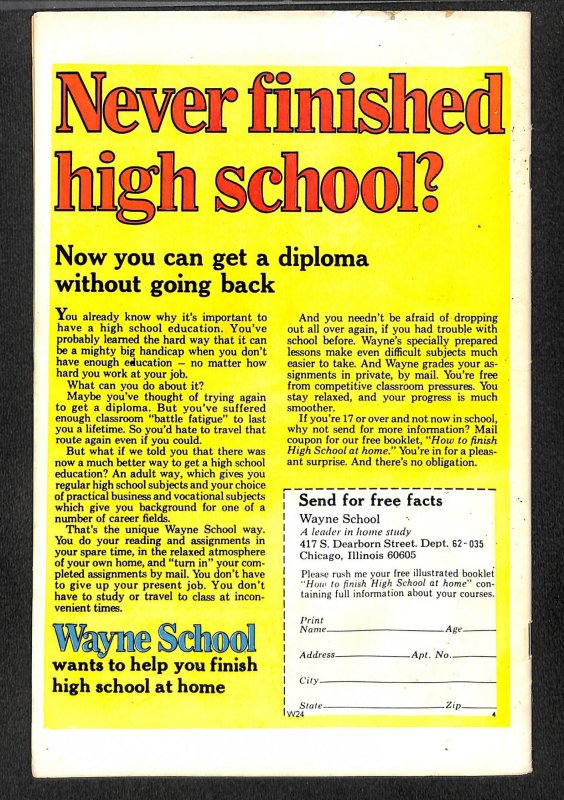 Never finished
high school?
Now you can get a diploma
without going back
You already know why it's important to
have a high school education. You've
probably learned the hard way that it can
be a mighty big handicap when you don't
have enough education – no matter how
hard you work at your job.
What can you do about it?
Maybe you've thought of trying again
to get a diploma. But you've suffered
enough classroom "battle fatigue" to last
you a lifetime. So you'd hate to travel that
route again even if you could.
But what if we told you that there was
now a much better way to get a high school
education? An adult way, which gives you
regular high school subjects and your choice
of practical business and vocational subjects
which give you background for one of a
number of career fields.
That's the unique Wayne School way.
You do your reading and assignments in
your spare time, in the relaxed atmosphere
of your own home, and "turn in" your com-
pleted assignments by mail. You don't have
to give up your present job. You don't
have to study or travel to class at incon-
venient times.
Wayne School
wants to help you finish
high school at home
And you needn't be afraid of dropping
out all over again, if you had trouble with
school before. Wayne's specially prepared
lessons make even difficult subjects much
easier to take. And Wayne grades your as-
signments in private, by mail. You're free
from competitive classroom pressures. You
stay relaxed, and your progress is much
smoother.
If you're 17 or over and not now in school,
why not send for more information? Mail
coupon for our free booklet, "How to finish
High School at home." You're in for a pleas-
ant surprise. And there's no obligation.
Send for free facts
Wayne School
A leader in home study
417 S. Dearborn Street. Dept. 62-035
Chicago, Illinois 60605
Please rush me your free illustrated booklet
"How to finish High School at home" con-
taining full information about your courses.
Print
Name Age
Address Apt. No.
City
State Zip
W24 4